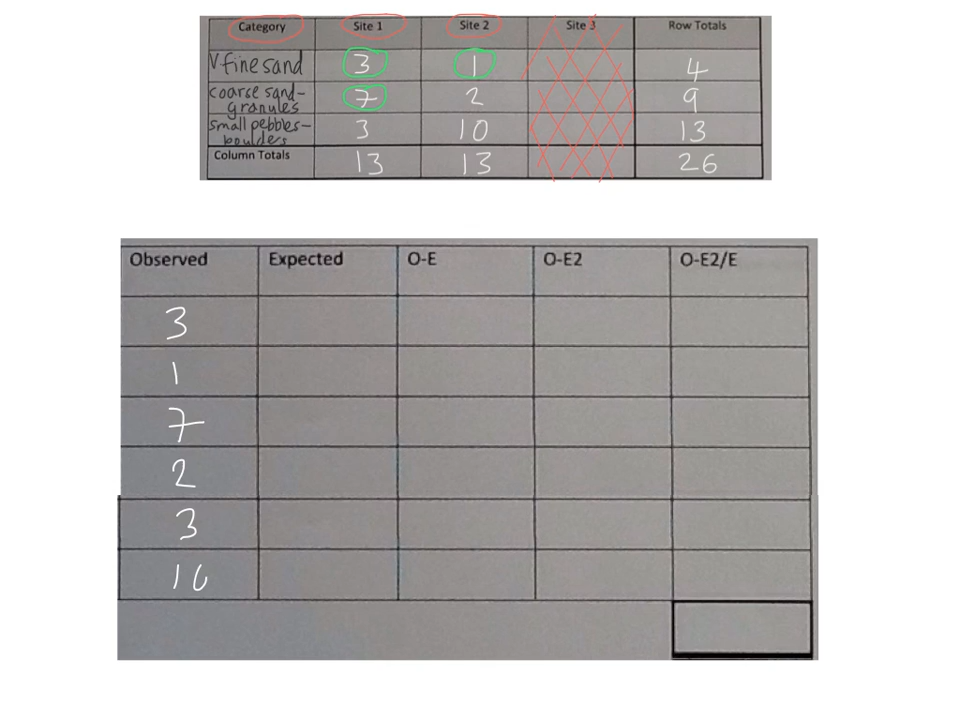 Category Site 1 Site 2 Site 3 Row Totals
V fine sand 3 1 4
coarse sand- 7 2 9
granules
small pebbles- 3 10 13
boulders
Column Totals 13 13 26
Observed Expected O-E O-E2 O-E2/E
3
1
7
2
3
10